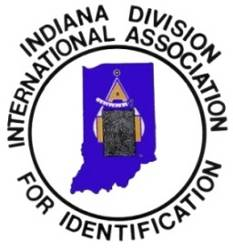 INDIANA DIVISION
INTERNATIONAL ASSOCIATION
FOR IDENTIFICATION